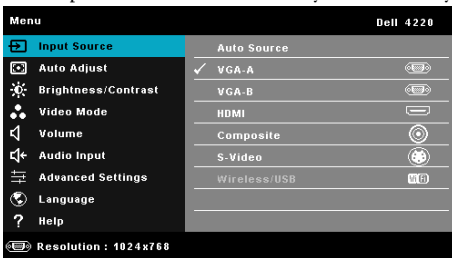 Menu Dell 4220
Input Source Auto Source
Auto Adjust VGA-A
Brightness/Contrast VGA-B
Video Mode HDMI
Volume Composite
Audio Input S-Video
Advanced Settings Wireless/USB WiFi
Language
? Help
Resolution : 1024x768